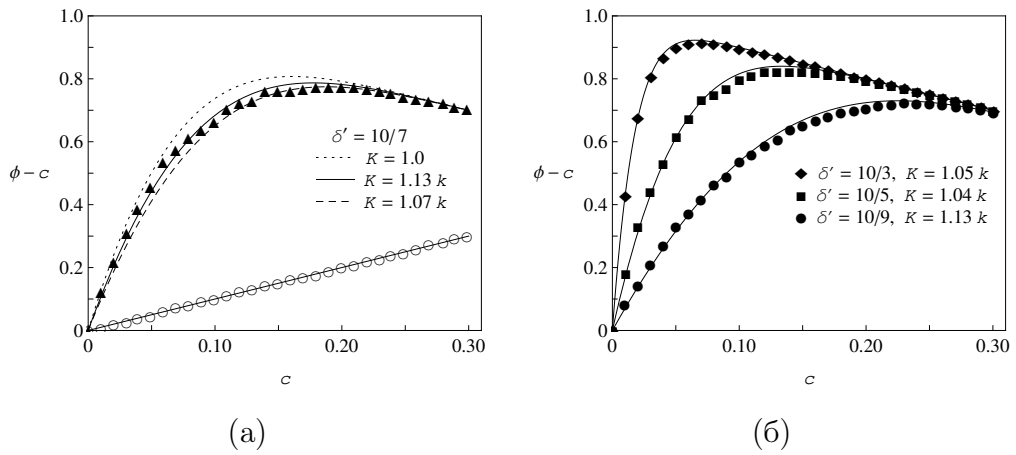 1.0
0.8
0.6
0.4
0.2
0
ϕ – c
δ′ = 10/7
K = 1.0
K = 1.13 k
K = 1.07 k
0
0.10
0.20
0.30
c
(а)
1.0
0.8
0.6
0.4
0.2
0
ϕ – c
δ′ = 10/3, K = 1.05 k
δ′ = 10/5, K = 1.04 k
δ′ = 10/9, K = 1.13 k
0
0.10
0.20
0.30
c
(б)